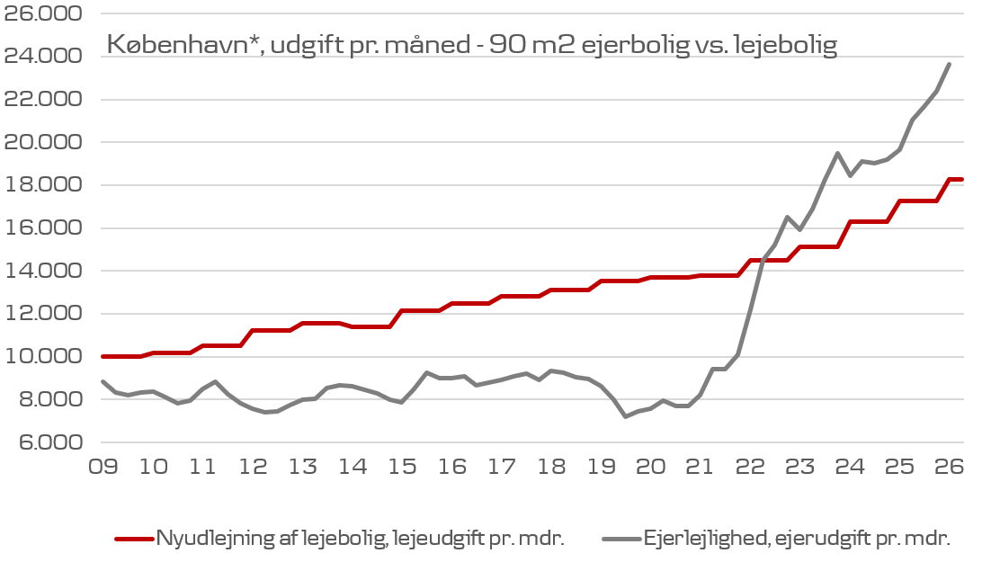 København*, udgift pr. måned - 90 m2 ejerbolig vs. lejebolig
26.000
24.000
22.000
20.000
18.000
16.000
14.000
12.000
10.000
8.000
6.000
09 10 11 12 13 14 15 16 17 18 19 20 21 22 23 24 25 26
Nyudlejning af lejebolig, lejeudgift pr. mdr.
Ejerlejlighed, ejerudgift pr. mdr.